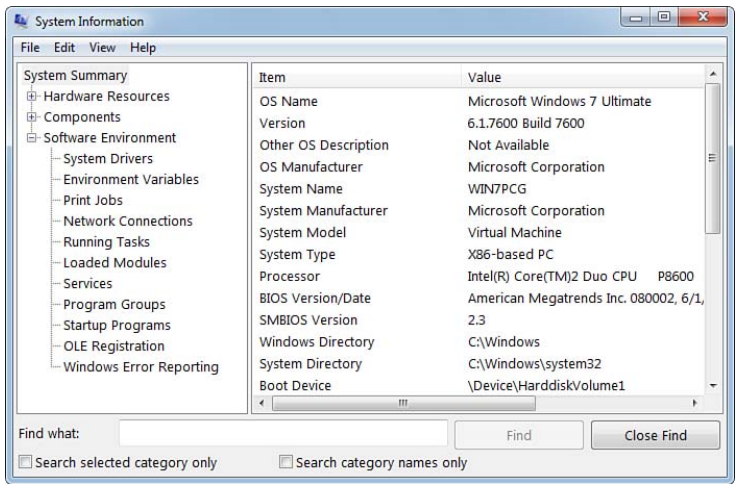 System Information
File Edit View Help
System Summary
Hardware Resources
Components
Software Environment
System Drivers
Environment Variables
Print Jobs
Network Connections
Running Tasks
Loaded Modules
Services
Program Groups
Startup Programs
OLE Registration
Windows Error Reporting
Item Value
OS Name Microsoft Windows 7 Ultimate
Version 6.1.7600 Build 7600
Other OS Description Not Available
OS Manufacturer Microsoft Corporation
System Name WIN7PCG
System Manufacturer Microsoft Corporation
System Model Virtual Machine
System Type X86-based PC
Processor Intel(R) Core(TM)2 Duo CPU P8600
BIOS Version/Date American Megatrends Inc. 080002, 6/1/
SMBIOS Version 2.3
Windows Directory C:\Windows
System Directory C:\Windows\system32
Boot Device \Device\HarddiskVolume1
Find what: Find Close Find
Search selected category only Search category names only